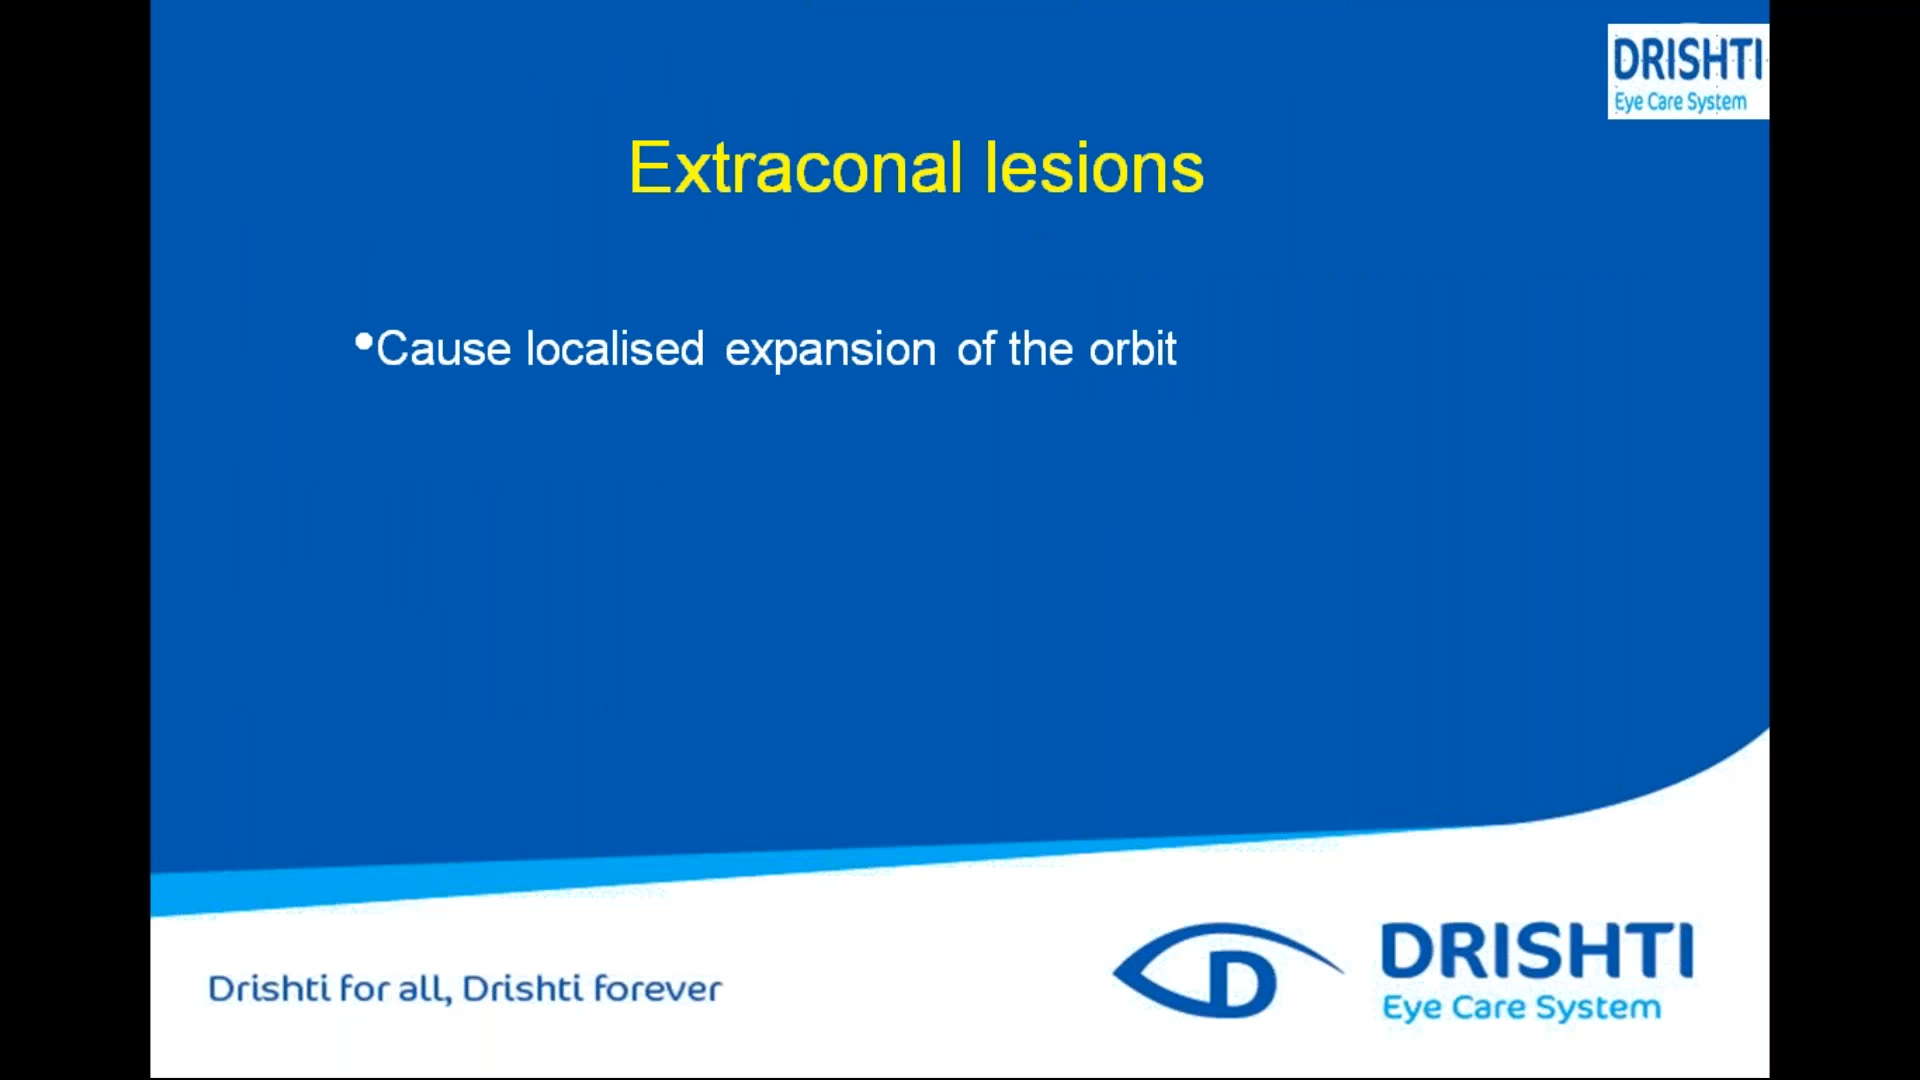 DRISHTI
Eye Care System
Extraconal lesions
•Cause localised expansion of the orbit
Drishti for all, Drishti forever
D
DRISHTI
Eye Care System